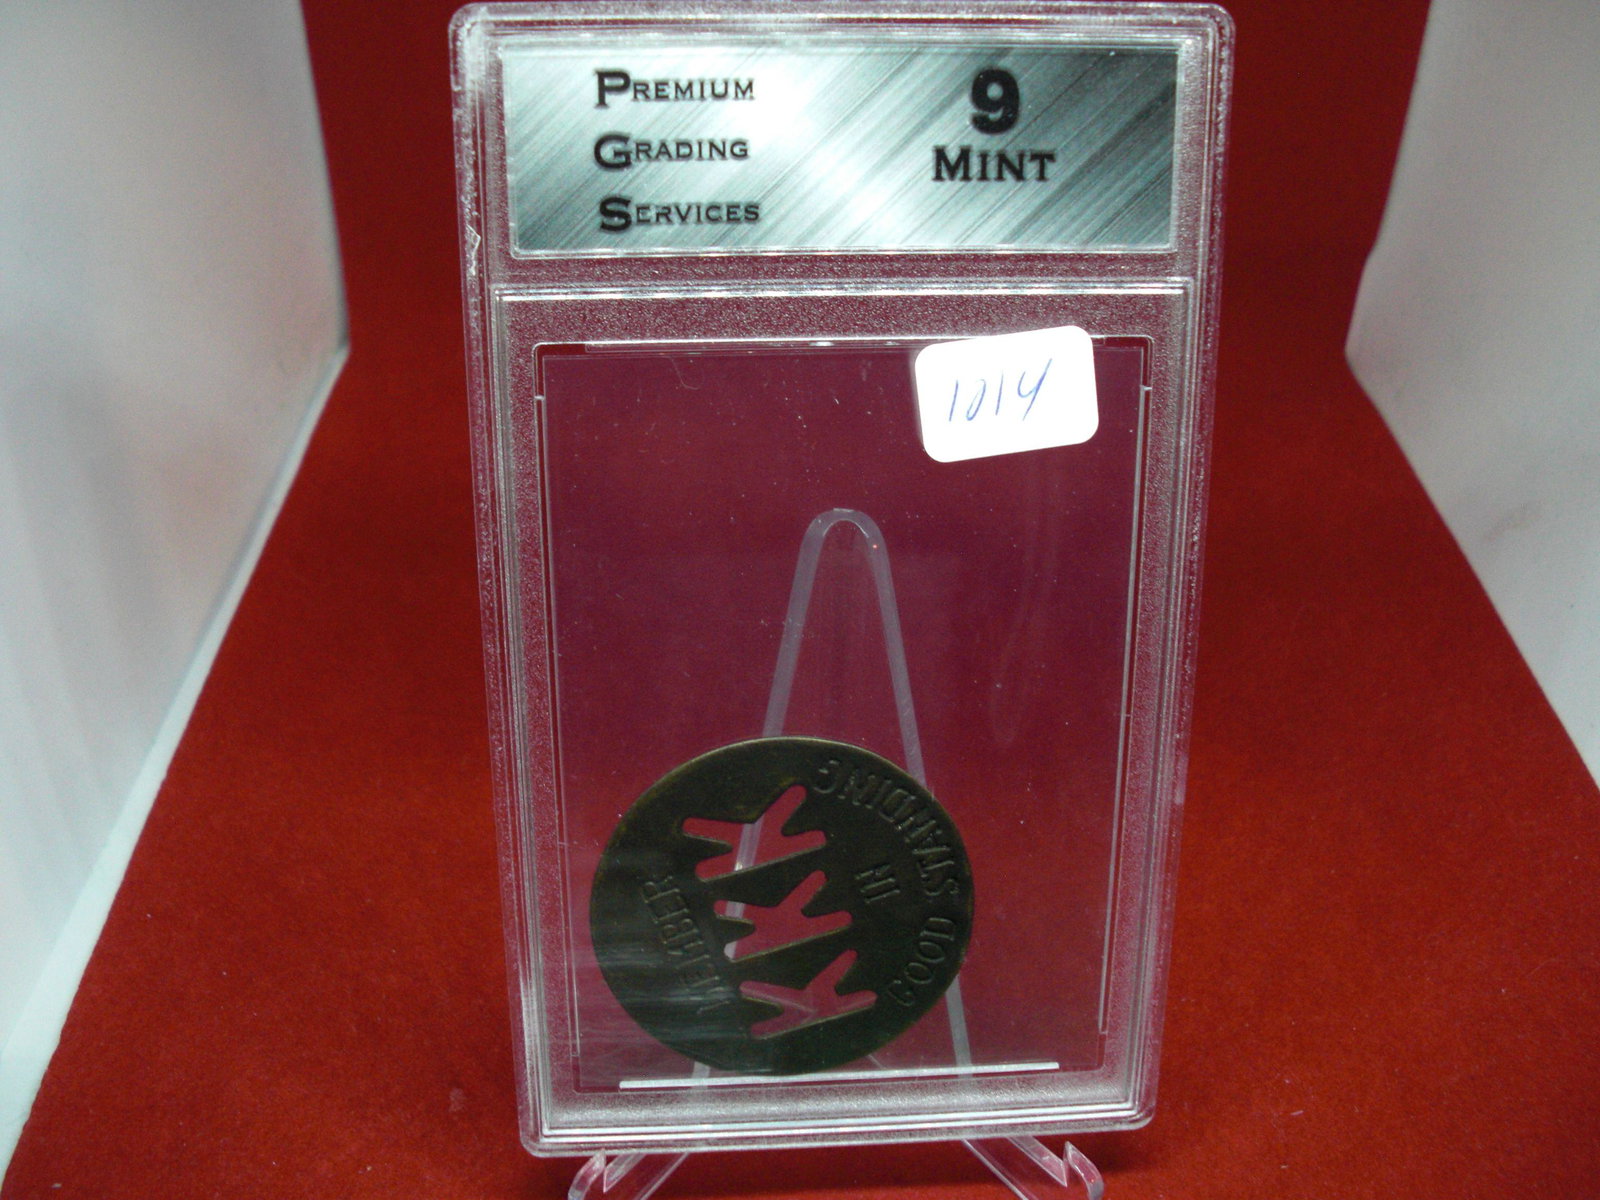 PREMIUM
GRADING
SERVICES
9
MINT
1014
MEMBER
KKK
IN
GOOD STANDING